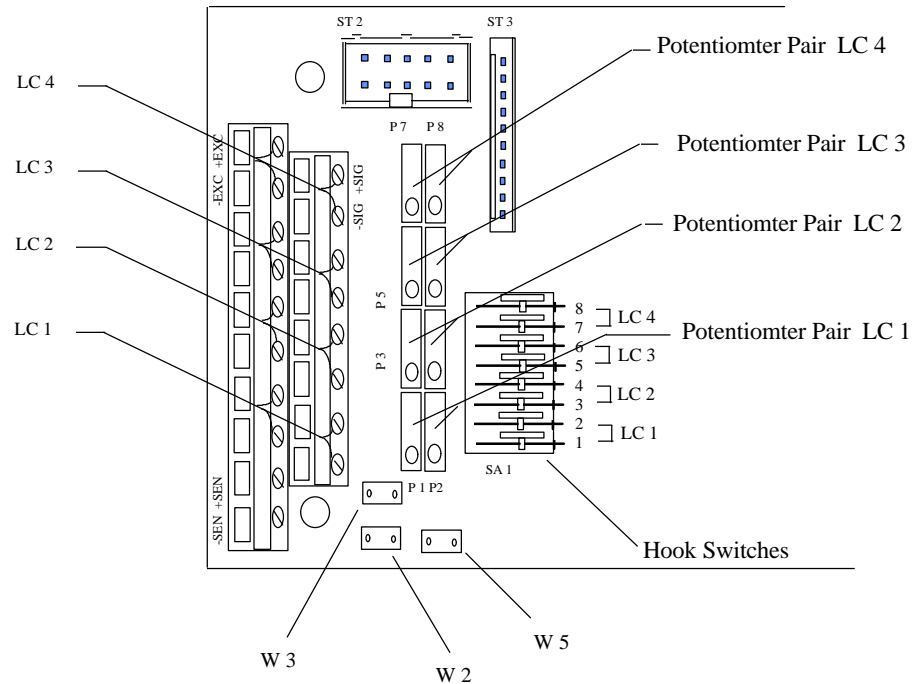 ST 2
ST 3
Potentiomter Pair LC 4
LC 4
P 7
P 8
-EXC +EXC
-SIG +SIG
Potentiomter Pair LC 3
LC 3
Potentiomter Pair LC 2
LC 2
P 5
8
7
LC 4
LC 1
P 3
Potentiomter Pair LC 1
6
5
LC 3
4
3
LC 2
2
1
LC 1
SA 1
-SEN +SEN
P 1
P2
Hook Switches
W 3
W 2
W 5